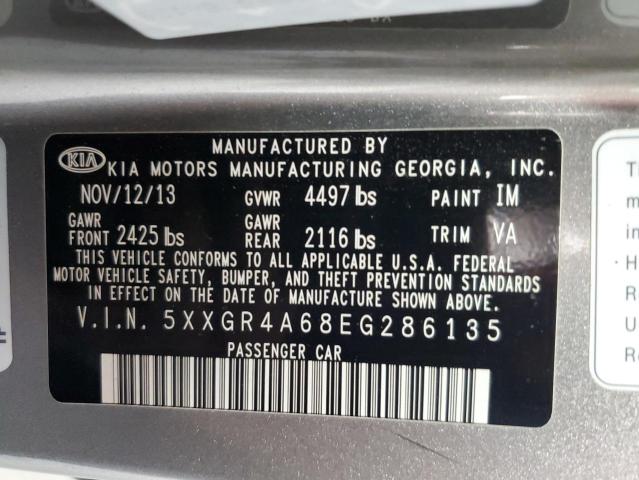 MANUFACTURED BY
KIA KIA MOTORS MANUFACTURING GEORGIA, INC.
NOV/12/13 GVWR 4497 lbs PAINT IM
GAWR FRONT 2425 lbs GAWR REAR 2116 lbs TRIM VA
THIS VEHICLE CONFORMS TO ALL APPLICABLE U.S.A. FEDERAL
MOTOR VEHICLE SAFETY, BUMPER, AND THEFT PREVENTION STANDARDS
IN EFFECT ON THE DATE OF MANUFACTURE SHOWN ABOVE.
V.I.N. 5XXGR4A68EG286135
PASSENGER CAR